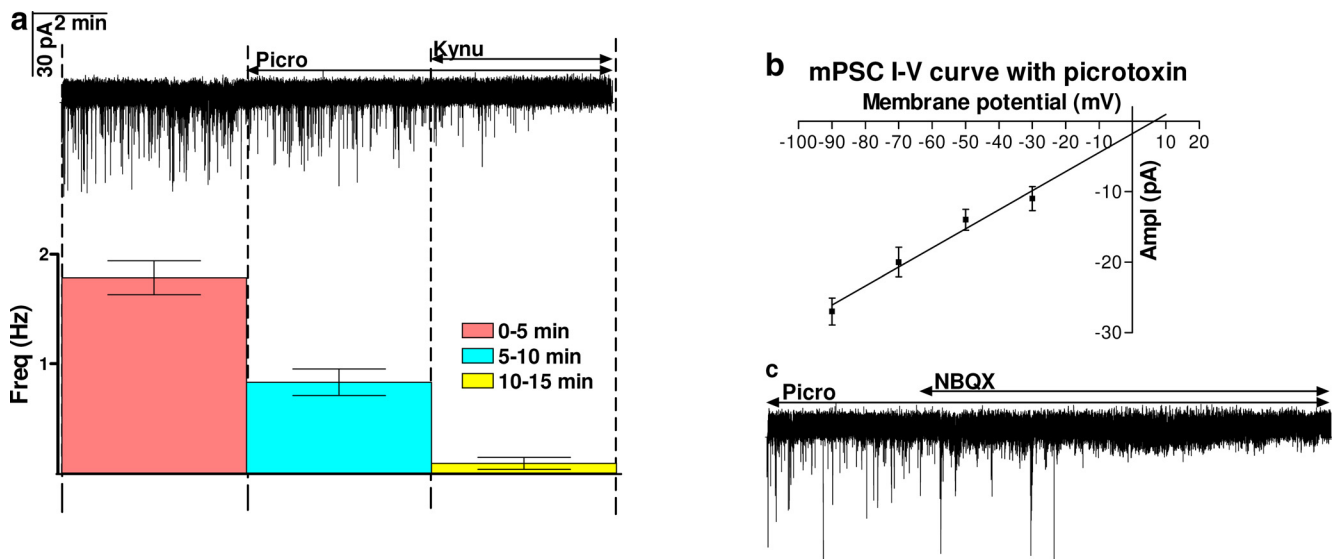 a
2 min
30 pA
Picro
Kynu
2
1
Freq (Hz)
0-5 min
5-10 min
10-15 min
b
mPSC I-V curve with picrotoxin
Membrane potential (mV)
-100 -90 -80 -70 -60 -50 -40 -30 -20 -10 10 20
-10
-20
-30
Ampl (pA)
c
Picro
NBQX